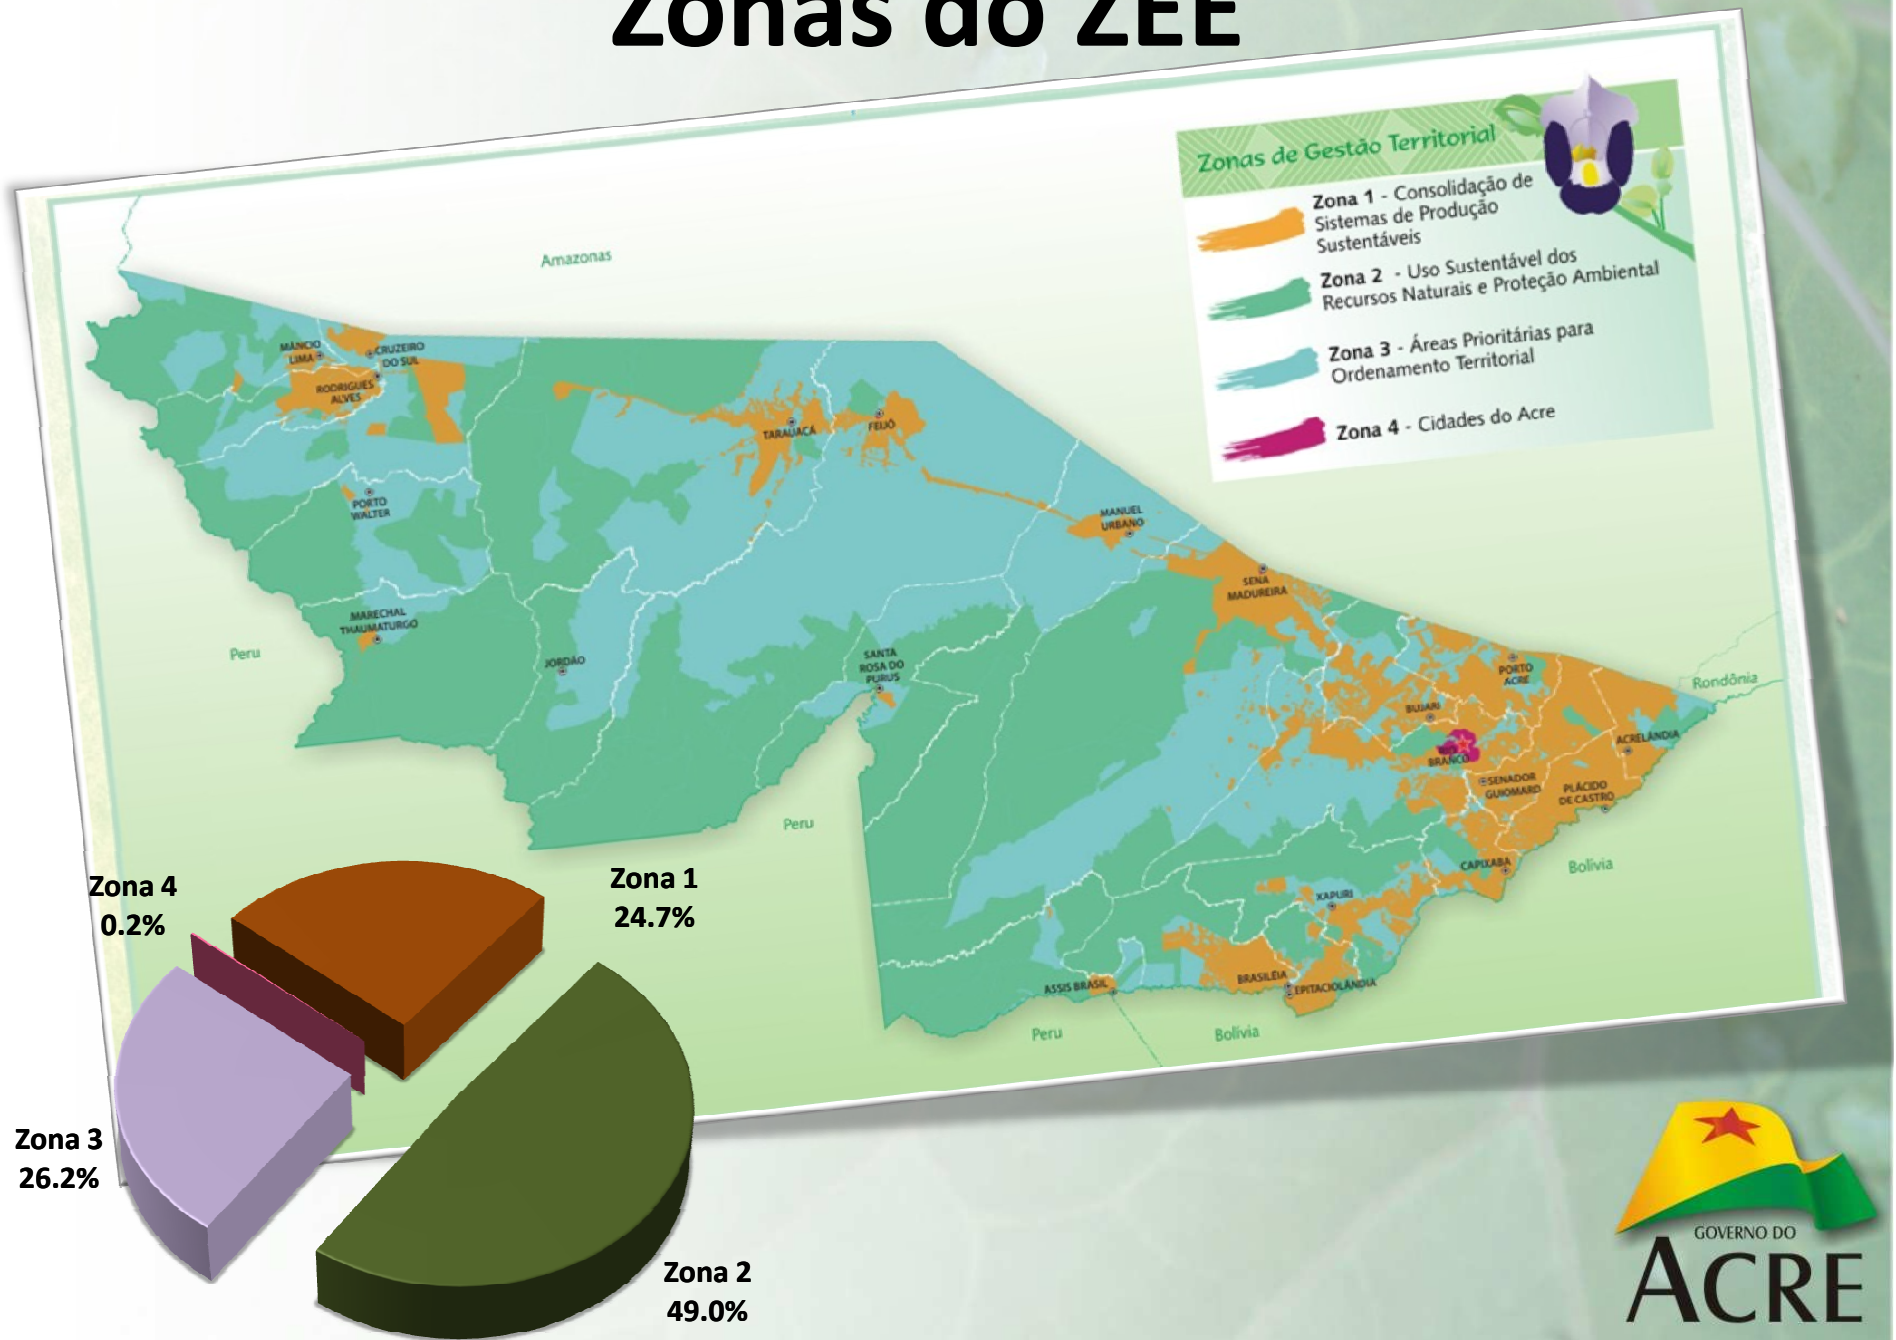 Zonas do ZEE
Zonas de Gestão Territorial
Zona 1 - Consolidação de
Sistemas de Produção
Sustentáveis
Zona 2 - Uso Sustentável dos
Recursos Naturais e Proteção Ambiental
Zona 3 - Áreas Prioritárias para
Ordenamento Territorial
Zona 4 - Cidades do Acre
Amazonas
MÂNCIO
LIMA
CRUZEIRO
DO SUL
RODRIGUES
ALVES
TARAUACÁ
FEIJÓ
PORTO
WALTER
MANUEL
URBANO
SENA
MADUREIRA
MARECHAL
THAUMATURGO
Peru
JORDÃO
SANTA
ROSA DO
PURUS
PORTO
ACRE
Rondônia
BUJARI
ACRELÂNDIA
RIO
BRANCO
SENADOR
GUIOMARD
PLÁCIDO
DE CASTRO
Peru
CAPIXABA
Bolívia
XAPURI
ASSIS BRASIL
BRASILÉIA
EPITACIOLÂNDIA
Peru
Bolívia
Zona 4
0.2%
Zona 1
24.7%
Zona 3
26.2%
Zona 2
49.0%
GOVERNO DO
ACRE